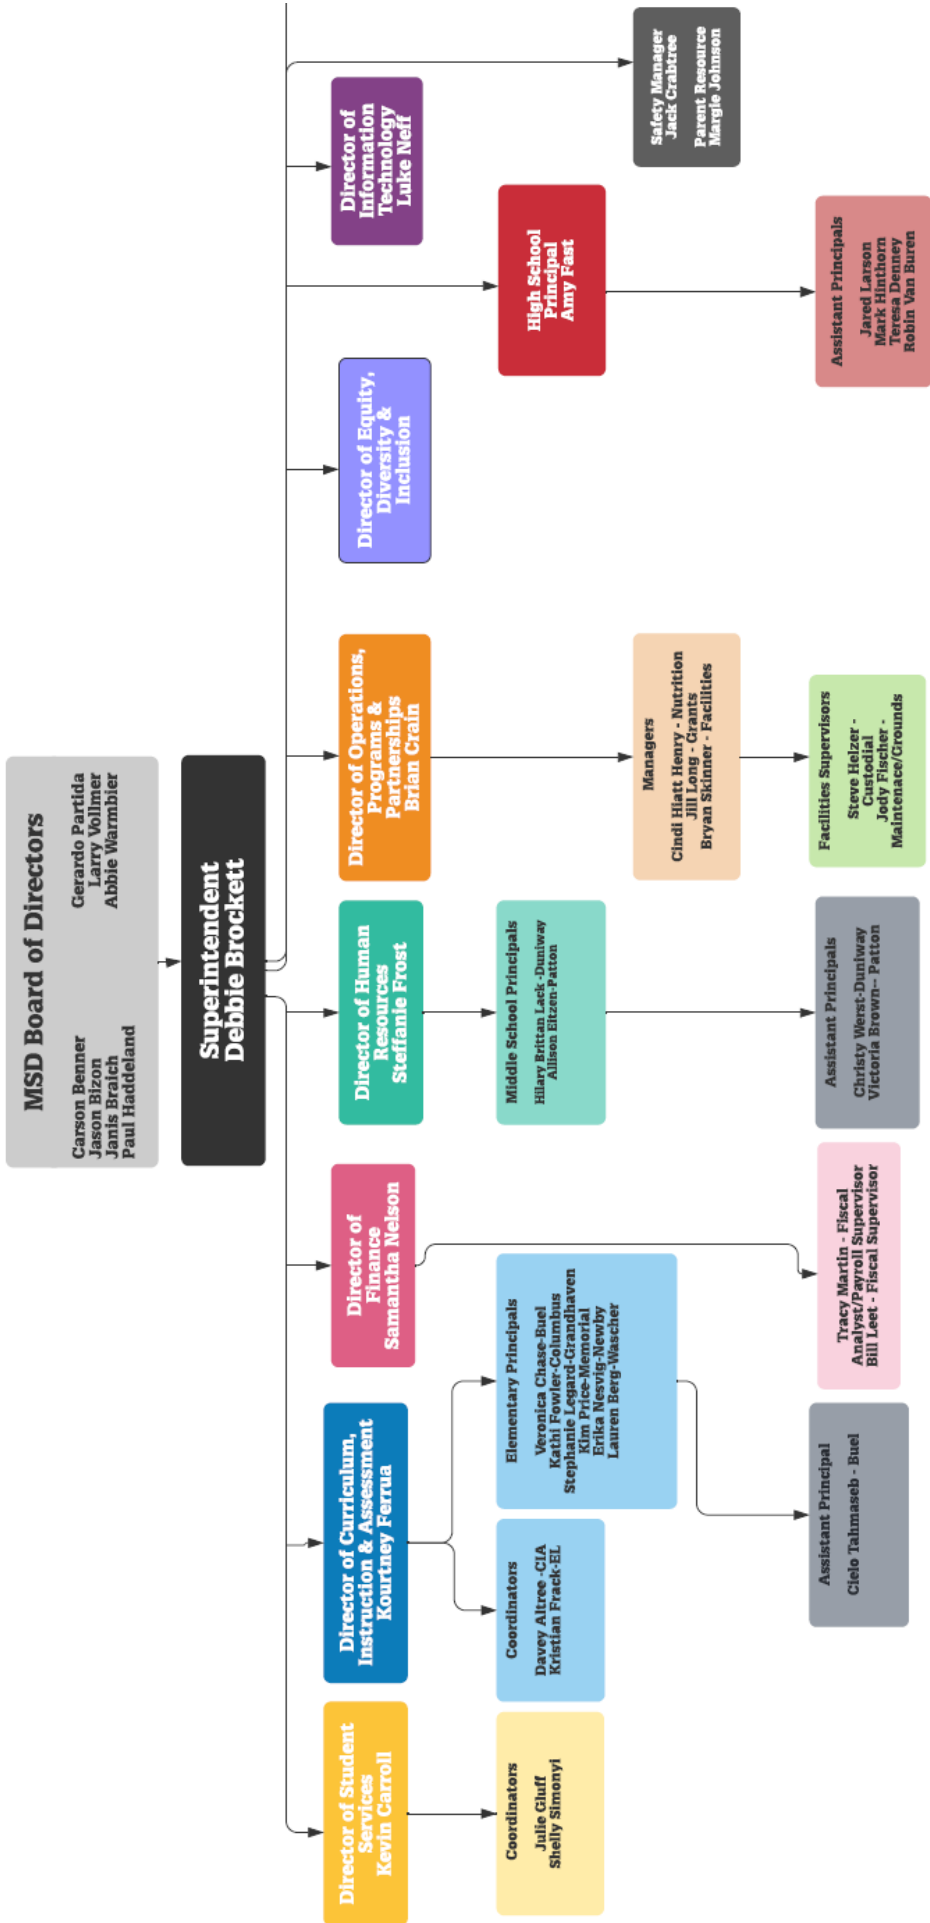 MSD Board of Directors
Carson Benner
Jason Bizon
Janis Braich
Paul Haddeland
Gerardo Partida
Larry Vollmer
Abbie Warmbier
Superintendent
Debbie Brockett
Director of Student
Services
Kevin Carroll
Director of Curriculum,
Instruction & Assessment
Kourtney Ferrua
Director of
Finance
Samantha Nelson
Director of Human
Resources
Steffanie Frost
Director of Operations,
Programs &
Partnerships
Brian Crain
Director of Equity,
Diversity &
Inclusion
Director of
Information
Technology
Luke Neff
Coordinators
Julie Gluff
Shelly Simonyi
Coordinators
Davey Altree -CIA
Kristian Frack-EL
Elementary Principals
Veronica Chase-Buel
Kathi Fowler-Columbus
Stephanie Legard-Grandhaven
Kim Price-Memorial
Erika Nesvig-Newby
Lauren Berg-Wascher
Middle School Principals
Hilary Brittan Lack -Duniway
Allison Eitzen-Patton
High School
Principal
Amy Fast
Managers
Cindi Hiatt Henry - Nutrition
Jill Long - Grants
Bryan Skinner - Facilities
Safety Manager
Jack Crabtree
Parent Resource
Margie Johnson
Assistant Principal
Cielo Tahmaseb - Buel
Tracy Martin - Fiscal
Analyst/Payroll Supervisor
Bill Leet - Fiscal Supervisor
Assistant Principals
Christy Werst-Duniway
Victoria Brown-- Patton
Facilities Supervisors
Steve Helzer -
Custodial
Jody Fischer -
Maintenace/Grounds
Assistant Principals
Jared Larson
Mark Hinthorn
Teresa Denney
Robin Van Buren